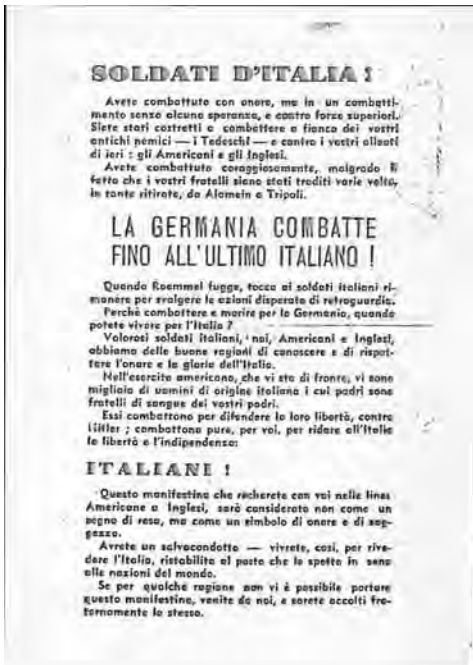 SOLDATI D'ITALIA !
Avete combattuto con onore, ma in un combatti-
mento senza alcuna speranza, e contro forze superiori.
Siete stati costretti a combattere a fianco dei vostri
antichi nemici — i Tedeschi — e contro i vostri alleati
di ieri : gli Americani e gli Inglesi.
Avete combattuto coraggiosamente, malgrado il
fatto che i vostri fratelli siano stati traditi varie volte,
in tante ritirate, da Alamein a Tripoli.
LA GERMANIA COMBATTE
FINO ALL'ULTIMO ITALIANO !
Quando Roemmel fugge, tocca ai soldati italiani ri-
manere per svolgere le azioni disperate di retroguardia.
Perchè combattere e morire per la Germania, quando
potete vivere per l'Italia ?
Valorosi soldati italiani, noi, Americani e Inglesi,
abbiamo delle buone ragioni di conoscere e di rispet-
tare l'onore e la gloria dell'Italia.
Nell'esercito americano, che vi sta di fronte, vi sono
migliaia di uomini di origine italiana i cui padri sono
fratelli di sangue dei vostri padri.
Essi combattono per difendere la loro libertà, contro
Hitler ; combattono pure, per voi, per ridare all'Italia
la libertà e l'indipendenza:
ITALIANI !
Questo manifestino che recherete con voi nelle linee
Americane o Inglesi, sarà considerato non come un
segno di resa, ma come un simbolo di onore e di sag-
gezza.
Avrete un salvacondotto — vivrete, così, per rive-
dere l'Italia, ristabilita al posto che le spetta in seno
alle nazioni del mondo.
Se per qualche ragione non vi è possibile portare
questo manifestino, venite da noi, e sarete accolti fra-
ternamente lo stesso.